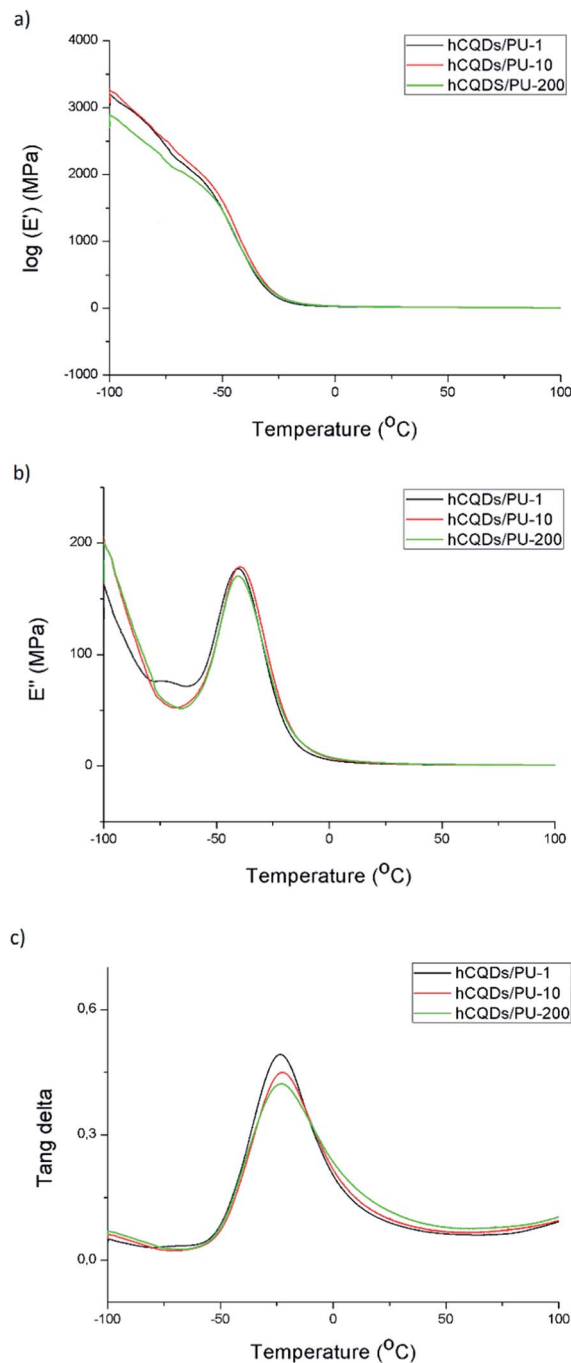 a)
hCQDs/PU-1
hCQDs/PU-10
hCQDS/PU-200
4000
3000
2000
1000
0
-1000
log (E') (MPa)
-100
-50
0
50
100
Temperature (°C)
b)
hCQDs/PU-1
hCQDs/PU-10
hCQDs/PU-200
200
100
0
E" (MPa)
-100
-50
0
50
100
Temperature (°C)
c)
hCQDs/PU-1
hCQDs/PU-10
hCQDs/PU-200
0,6
0,3
0,0
Tang delta
-100
-50
0
50
100
Temperature (°C)